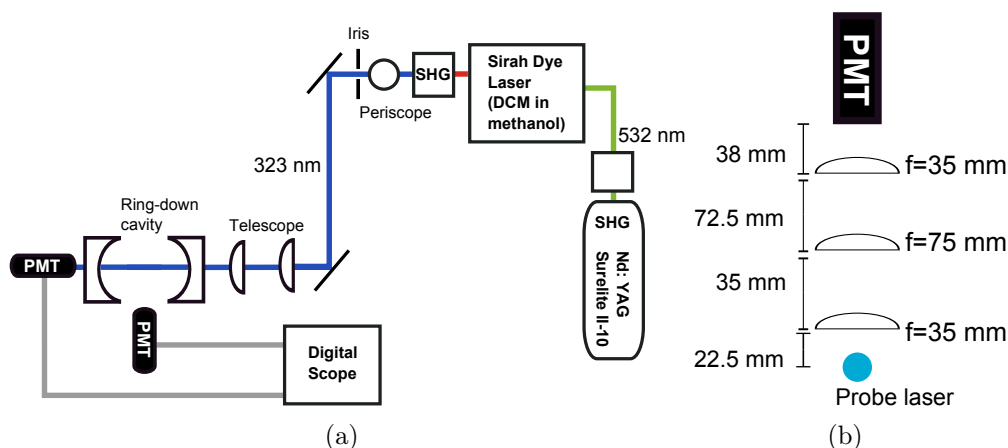 Iris
SHG
Sirah Dye
Laser
(DCM in
methanol)
Periscope
532 nm
323 nm
SHG
Nd: YAG
Surelite II-10
Ring-down
cavity
Telescope
PMT
PMT
Digital
Scope
(a)
PMT
38 mm
f=35 mm
72.5 mm
f=75 mm
35 mm
f=35 mm
22.5 mm
Probe laser
(b)